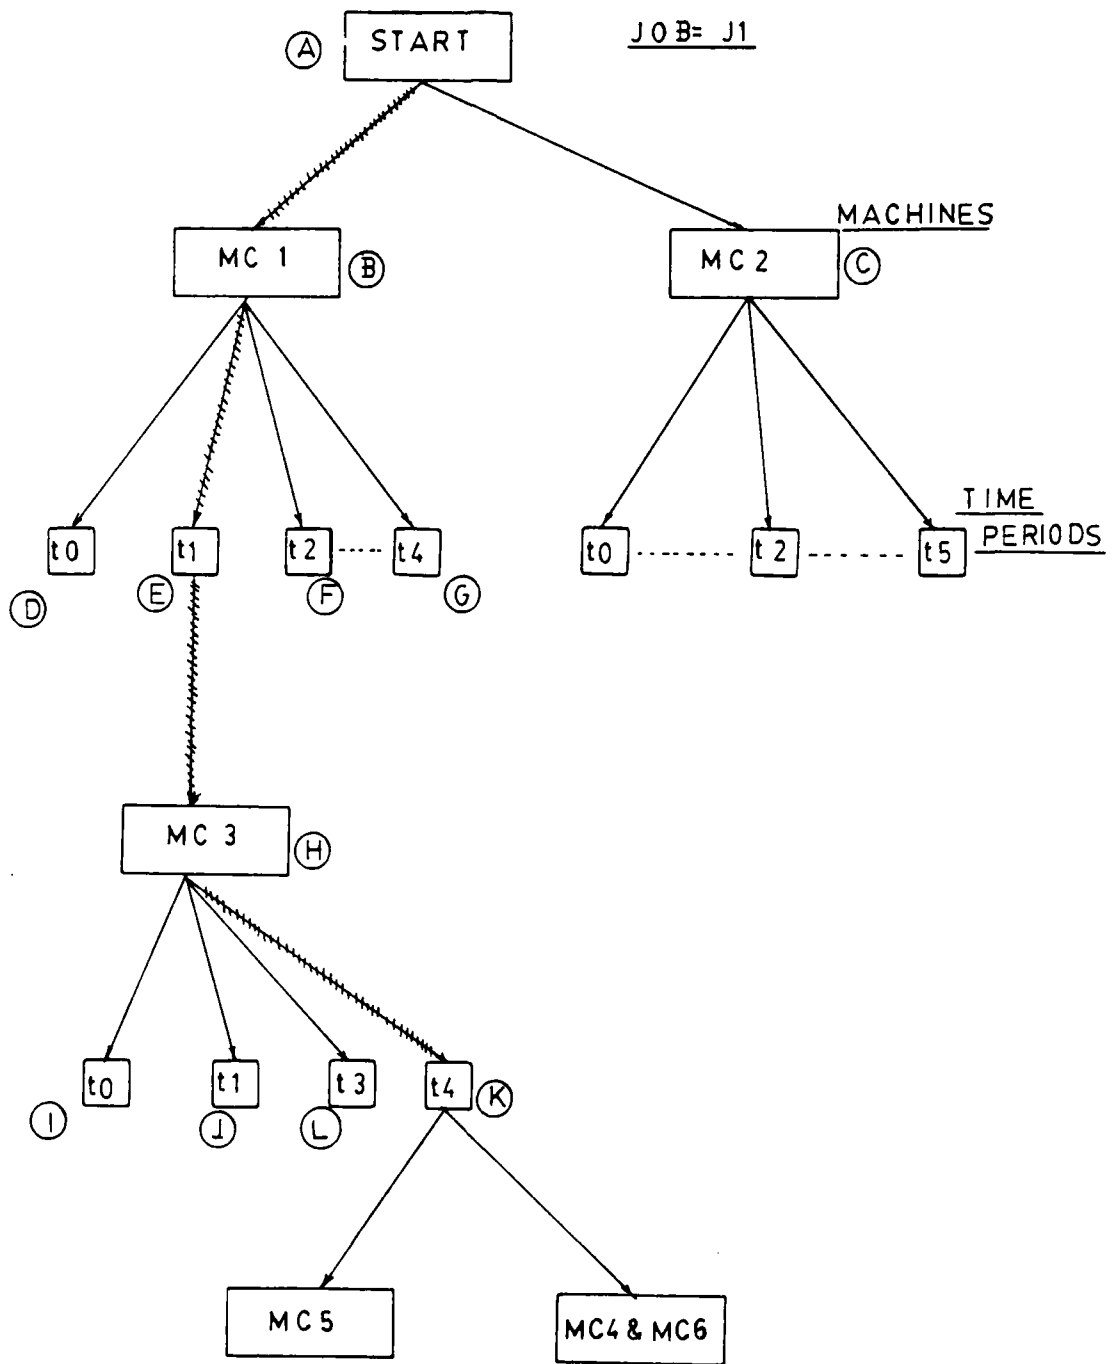 START
JOB= J1
A
MACHINES
MC 1
B
MC 2
C
TIME
PERIODS
t0
t1
t2
t4
t0
t2
t5
D
E
F
G
MC 3
H
t0
t1
t3
t4
K
I
J
L
MC5
MC4 & MC6